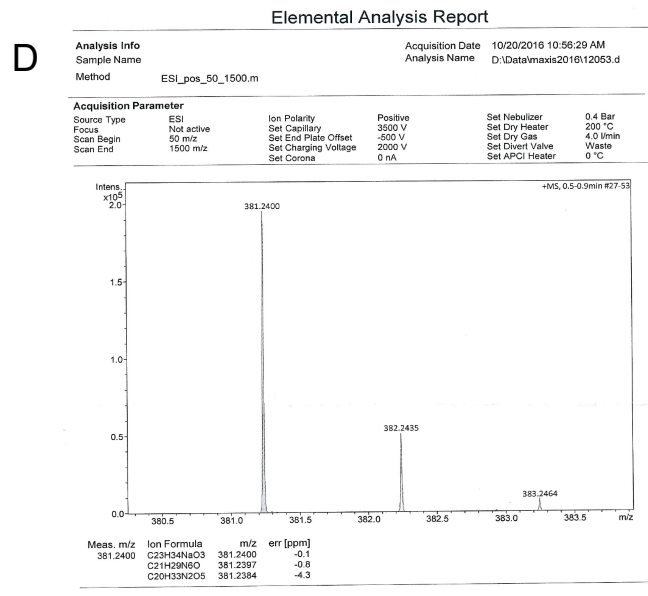 Elemental Analysis Report
D
Analysis Info
Acquisition Date 10/20/2016 10:56:29 AM
Sample Name
Analysis Name D:\Data\maxis2016\12053.d
Method ESI_pos_50_1500.m
Acquisition Parameter
Source Type ESI Ion Polarity Positive Set Nebulizer 0.4 Bar
Focus Not active Set Capillary 3500 V Set Dry Heater 200 °C
Scan Begin 50 m/z Set End Plate Offset -500 V Set Dry Gas 4.0 l/min
Scan End 1500 m/z Set Charging Voltage 2000 V Set Divert Valve Waste
Set Corona 0 nA Set APCI Heater 0 °C
Intens.
x10^5
+MS, 0.5-0.9min #27-53
2.0
381.2400
1.5
1.0
0.5
382.2435
383.2464
0.0
380.5 381.0 381.5 382.0 382.5 383.0 383.5 m/z
Meas. m/z Ion Formula m/z err [ppm]
381.2400 C23H34NaO3 381.2400 -0.1
C21H29N6O 381.2397 -0.8
C20H33N2O5 381.2384 -4.3